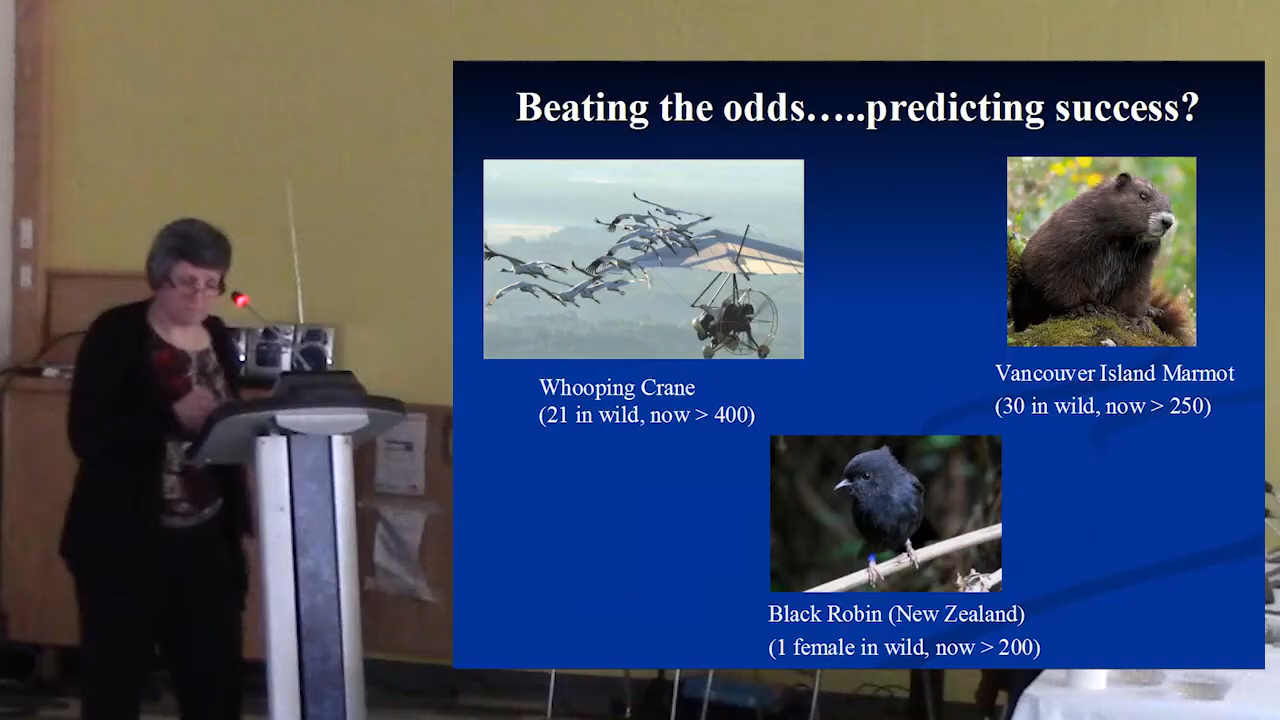 Beating the odds.....predicting success?
Whooping Crane
(21 in wild, now > 400)
Vancouver Island Marmot
(30 in wild, now > 250)
Black Robin (New Zealand)
(1 female in wild, now > 200)